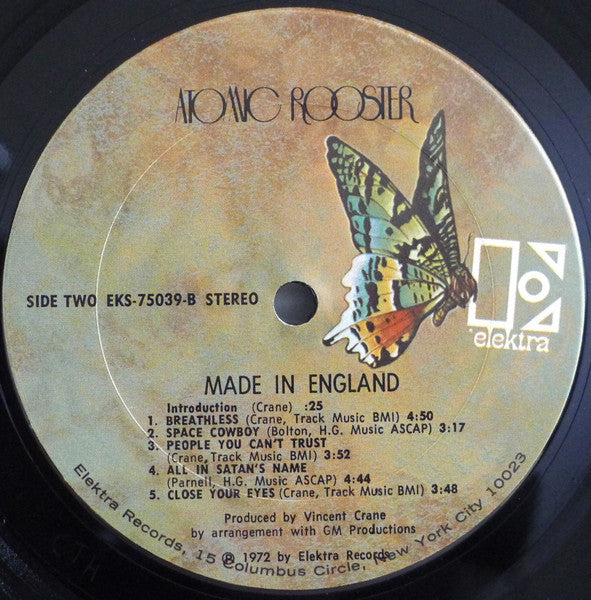 ATOMIC ROOSTER
SIDE TWO EKS-75039-B STEREO
elektra
MADE IN ENGLAND
Introduction (Crane) :25
1. BREATHLESS (Crane, Track Music BMI) 4:50
2. SPACE COWBOY (Bolton, H.G. Music ASCAP) 3:17
3. PEOPLE YOU CAN'T TRUST
(Crane, Track Music BMI) 3:52
4. ALL IN SATAN'S NAME
(Parnell, H.G. Music ASCAP) 4:44
5. CLOSE YOUR EYES (Crane, Track Music BMI) 3:48
Produced by Vincent Crane
by arrangement with GM Productions
℗ 1972 by Elektra Records
Elektra Records, 15 Columbus Circle, New York City 10023